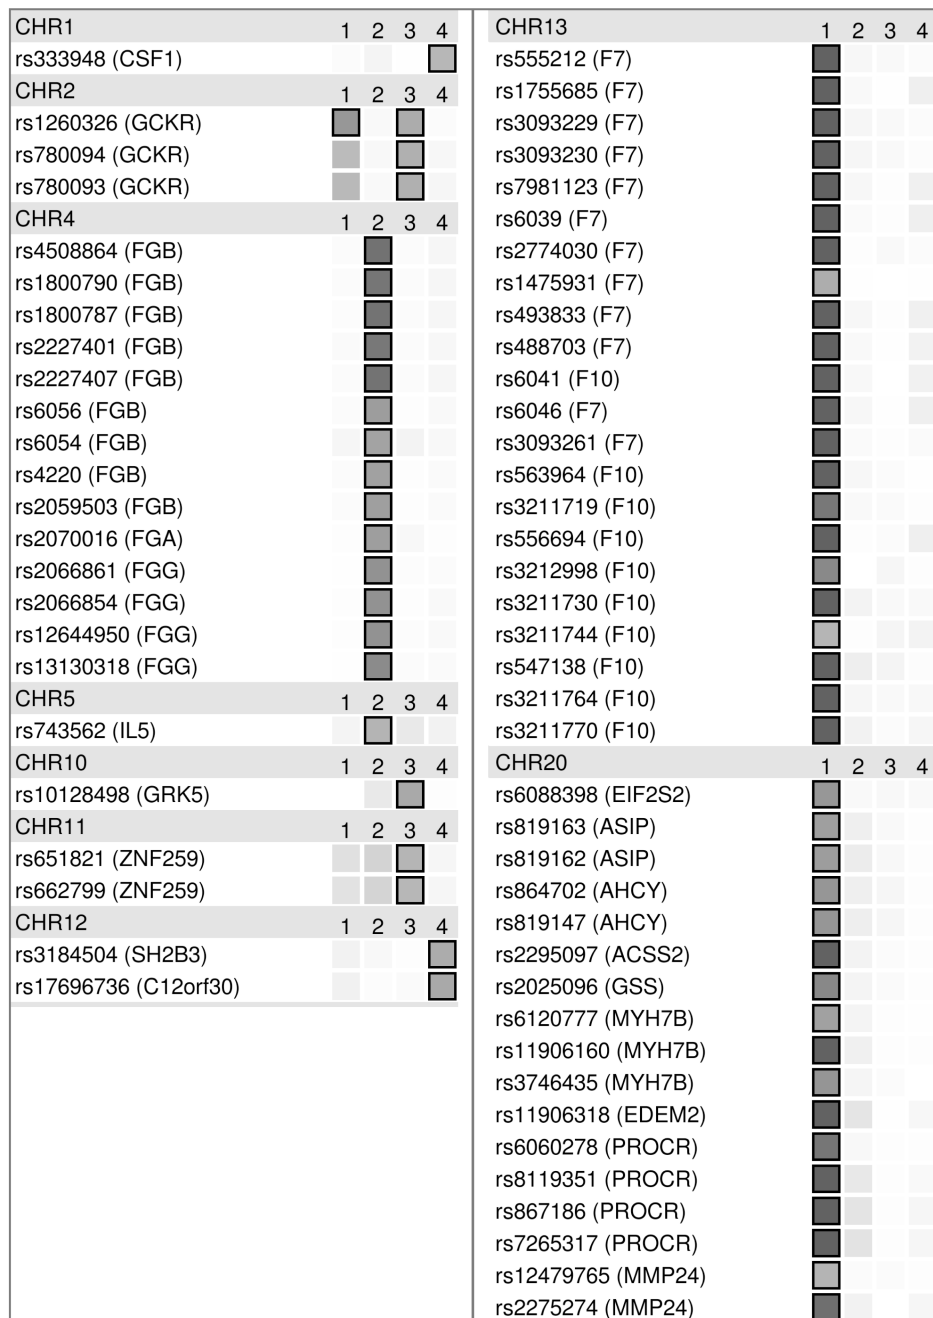 CHR1 1 2 3 4
rs333948 (CSF1)
CHR2 1 2 3 4
rs1260326 (GCKR)
rs780094 (GCKR)
rs780093 (GCKR)
CHR4 1 2 3 4
rs4508864 (FGB)
rs1800790 (FGB)
rs1800787 (FGB)
rs2227401 (FGB)
rs2227407 (FGB)
rs6056 (FGB)
rs6054 (FGB)
rs4220 (FGB)
rs2059503 (FGB)
rs2070016 (FGA)
rs2066861 (FGG)
rs2066854 (FGG)
rs12644950 (FGG)
rs13130318 (FGG)
CHR5 1 2 3 4
rs743562 (IL5)
CHR10 1 2 3 4
rs10128498 (GRK5)
CHR11 1 2 3 4
rs651821 (ZNF259)
rs662799 (ZNF259)
CHR12 1 2 3 4
rs3184504 (SH2B3)
rs17696736 (C12orf30)
CHR13 1 2 3 4
rs555212 (F7)
rs1755685 (F7)
rs3093229 (F7)
rs3093230 (F7)
rs7981123 (F7)
rs6039 (F7)
rs2774030 (F7)
rs1475931 (F7)
rs493833 (F7)
rs488703 (F7)
rs6041 (F10)
rs6046 (F7)
rs3093261 (F7)
rs563964 (F10)
rs3211719 (F10)
rs556694 (F10)
rs3212998 (F10)
rs3211730 (F10)
rs3211744 (F10)
rs547138 (F10)
rs3211764 (F10)
rs3211770 (F10)
CHR20 1 2 3 4
rs6088398 (EIF2S2)
rs819163 (ASIP)
rs819162 (ASIP)
rs864702 (AHCY)
rs819147 (AHCY)
rs2295097 (ACSS2)
rs2025096 (GSS)
rs6120777 (MYH7B)
rs11906160 (MYH7B)
rs3746435 (MYH7B)
rs11906318 (EDEM2)
rs6060278 (PROCR)
rs8119351 (PROCR)
rs867186 (PROCR)
rs7265317 (PROCR)
rs12479765 (MMP24)
rs2275274 (MMP24)